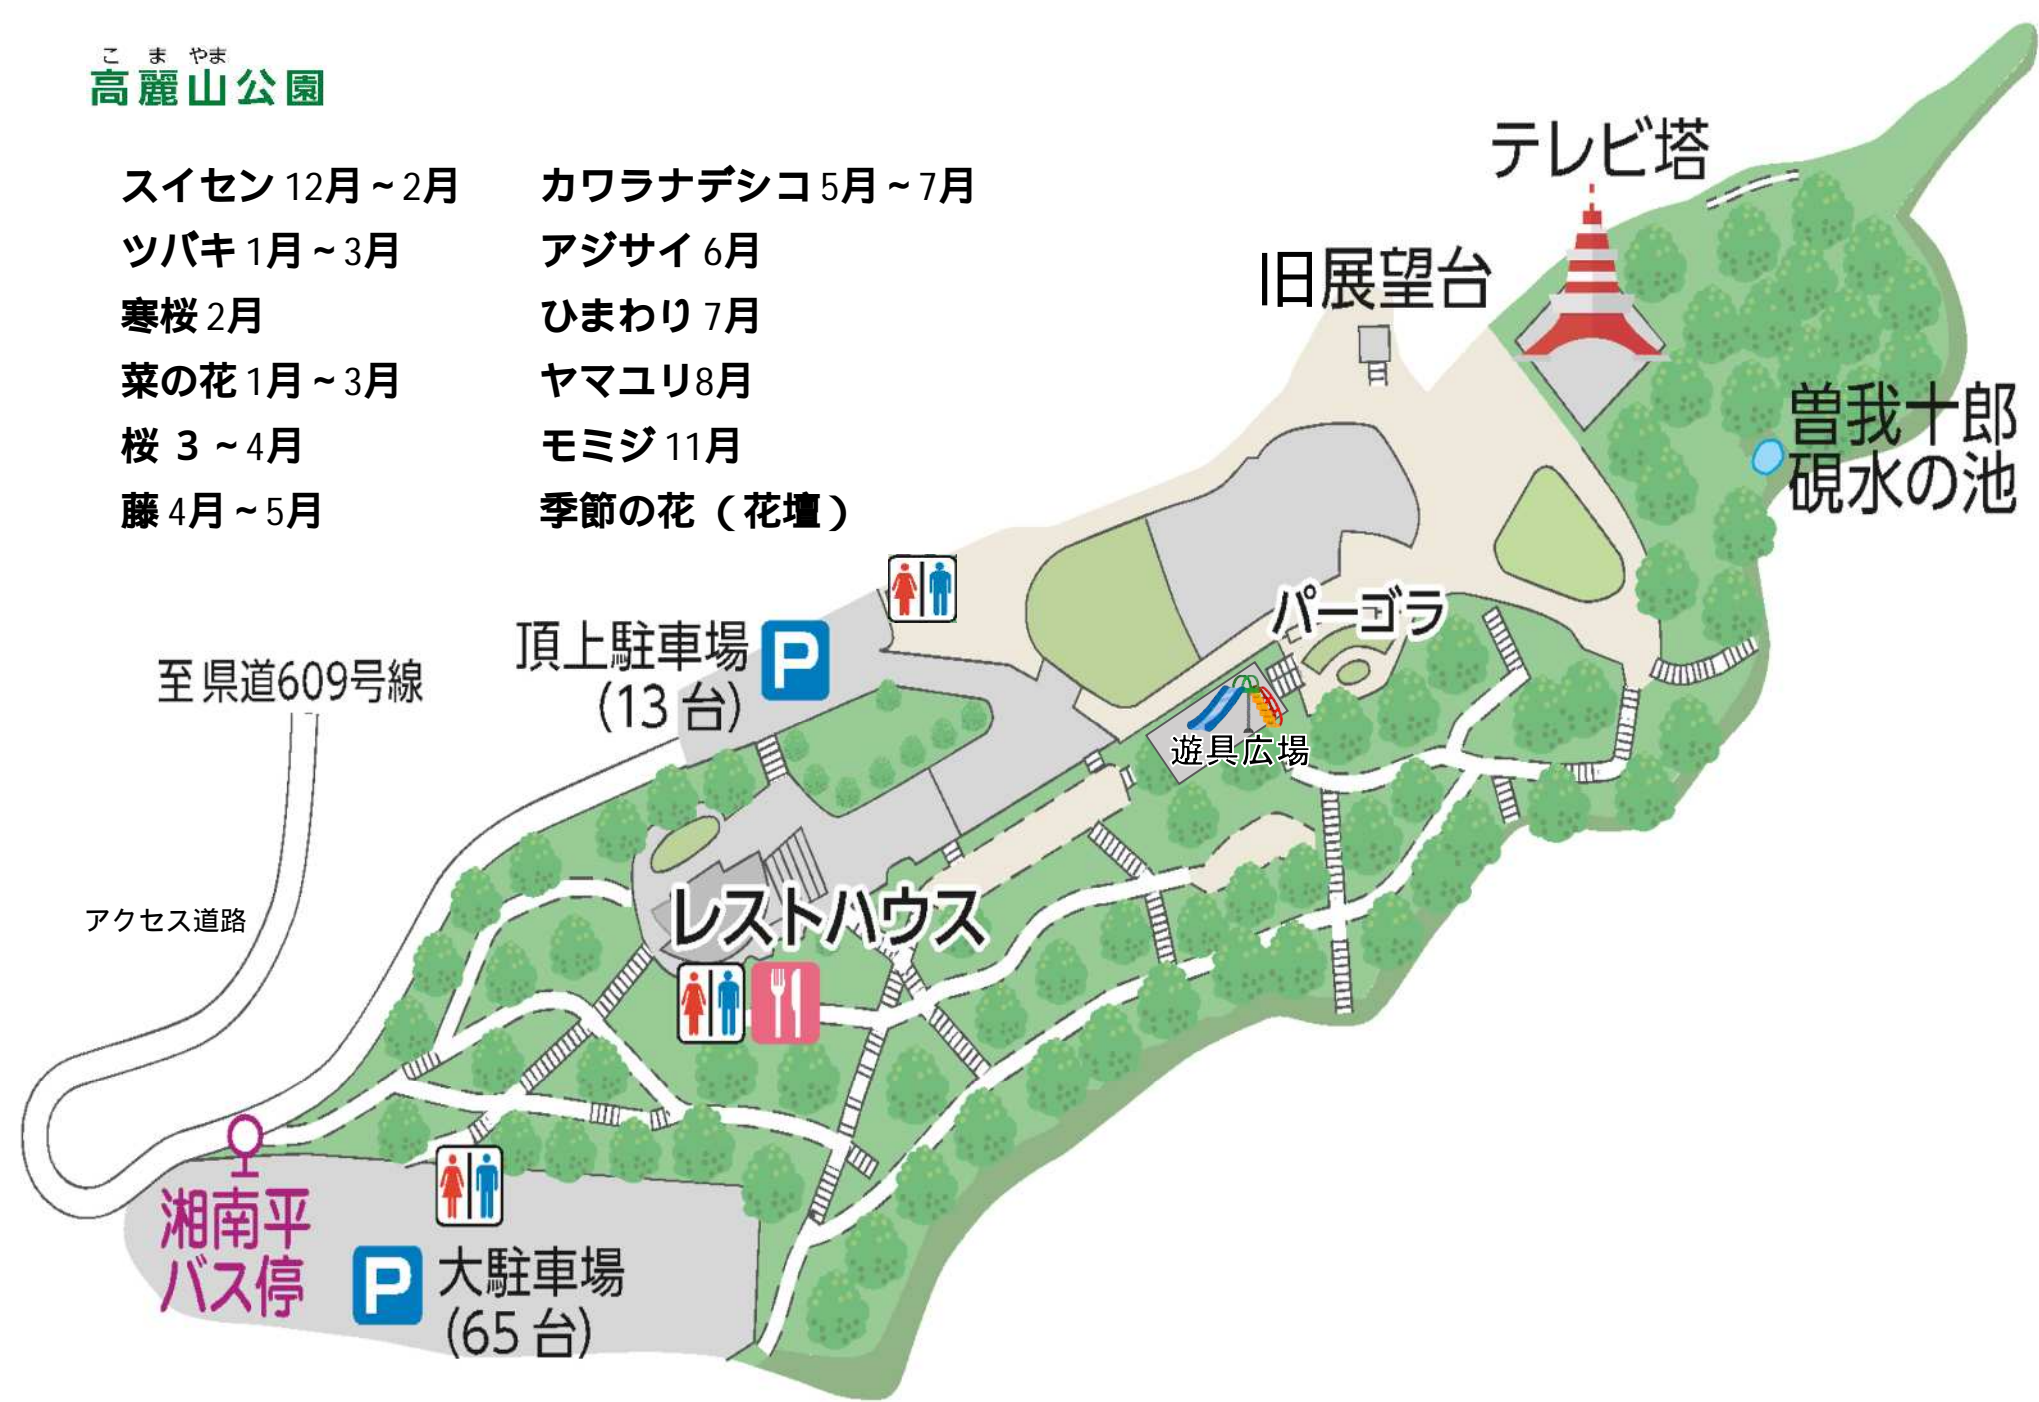 こ ま やま
高麗山公園
スイセン 12月～2月
ツバキ 1月～3月
寒桜 2月
菜の花 1月～3月
桜 3 ～4月
藤 4月～5月
カワラナデシコ 5月～7月
アジサイ 6月
ひまわり 7月
ヤマユリ8月
モミジ 11月
季節の花（花壇）
テレビ塔
旧展望台
曽我十郎
硯水の池
パーゴラ
遊具広場
頂上駐車場
(13 台)
P
至 県道609号線
アクセス道路
レストハウス
湘南平
バス停
P
大駐車場
(65 台)